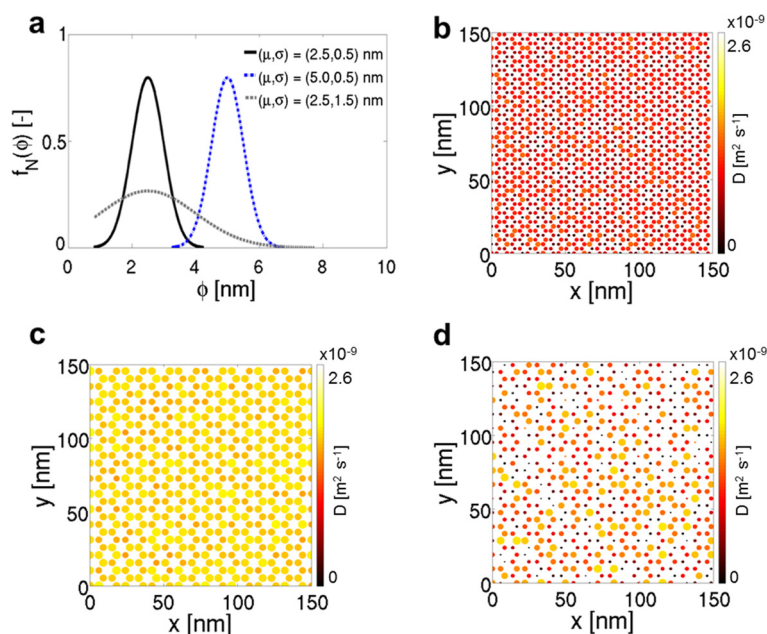 a
1
0.5
0
f_N(ϕ) [-]
(μ,σ) = (2.5,0.5) nm
(μ,σ) = (5.0,0.5) nm
(μ,σ) = (2.5,1.5) nm
0 2 4 6 8 10
ϕ [nm]
b
150
100
50
0
y [nm]
0 50 100 150
x [nm]
x10⁻⁹
2.6
D [m² s⁻¹]
0
c
150
100
50
0
y [nm]
0 50 100 150
x [nm]
x10⁻⁹
2.6
D [m² s⁻¹]
0
d
150
100
50
0
y [nm]
0 50 100 150
x [nm]
x10⁻⁹
2.6
D [m² s⁻¹]
0